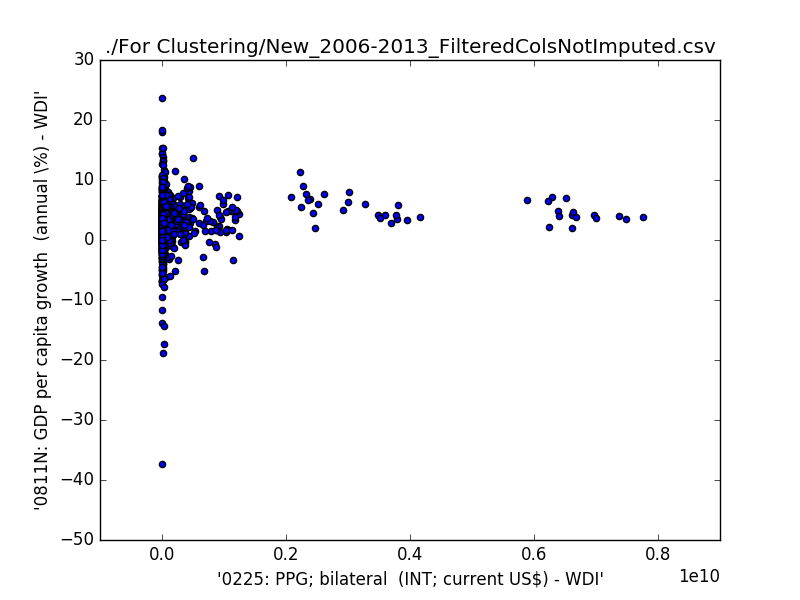 ./For Clustering/New_2006-2013_FilteredColsNotImputed.csv
30
20
10
0
−10
−20
−30
−40
−50
'0811N: GDP per capita growth  (annual \%) - WDI'
0.0 0.2 0.4 0.6 0.8
1e10
'0225: PPG; bilateral  (INT; current US$) - WDI'